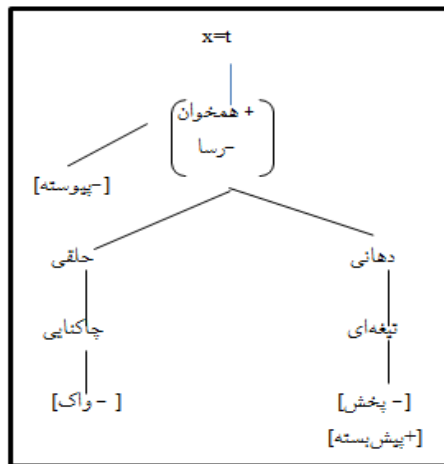 x=t
+ همخوان
–رسا
[–پیوسته]
دهانی
حلقی
تیغه‌ای
چاکنایی
[– پخش]
[– واک]
[+پیش‌بسته]